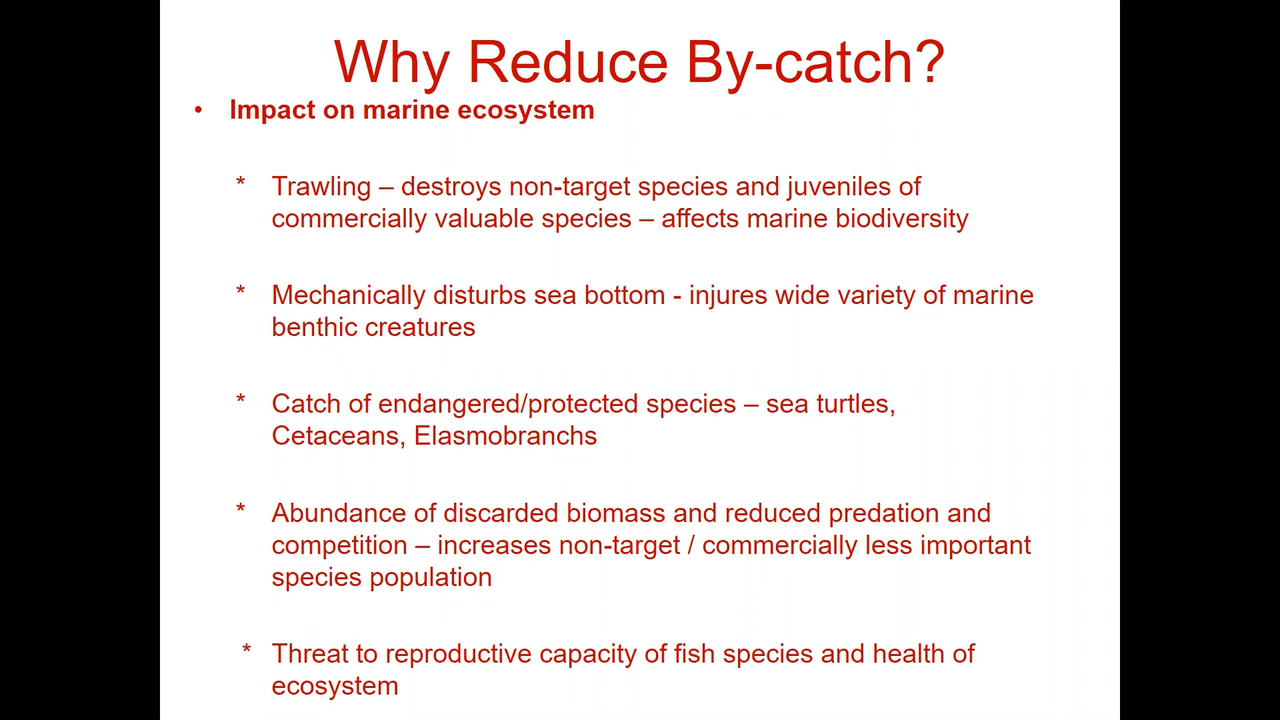 Why Reduce By-catch?
• Impact on marine ecosystem
* Trawling – destroys non-target species and juveniles of
commercially valuable species – affects marine biodiversity
* Mechanically disturbs sea bottom - injures wide variety of marine
benthic creatures
* Catch of endangered/protected species – sea turtles,
Cetaceans, Elasmobranchs
* Abundance of discarded biomass and reduced predation and
competition – increases non-target / commercially less important
species population
* Threat to reproductive capacity of fish species and health of
ecosystem